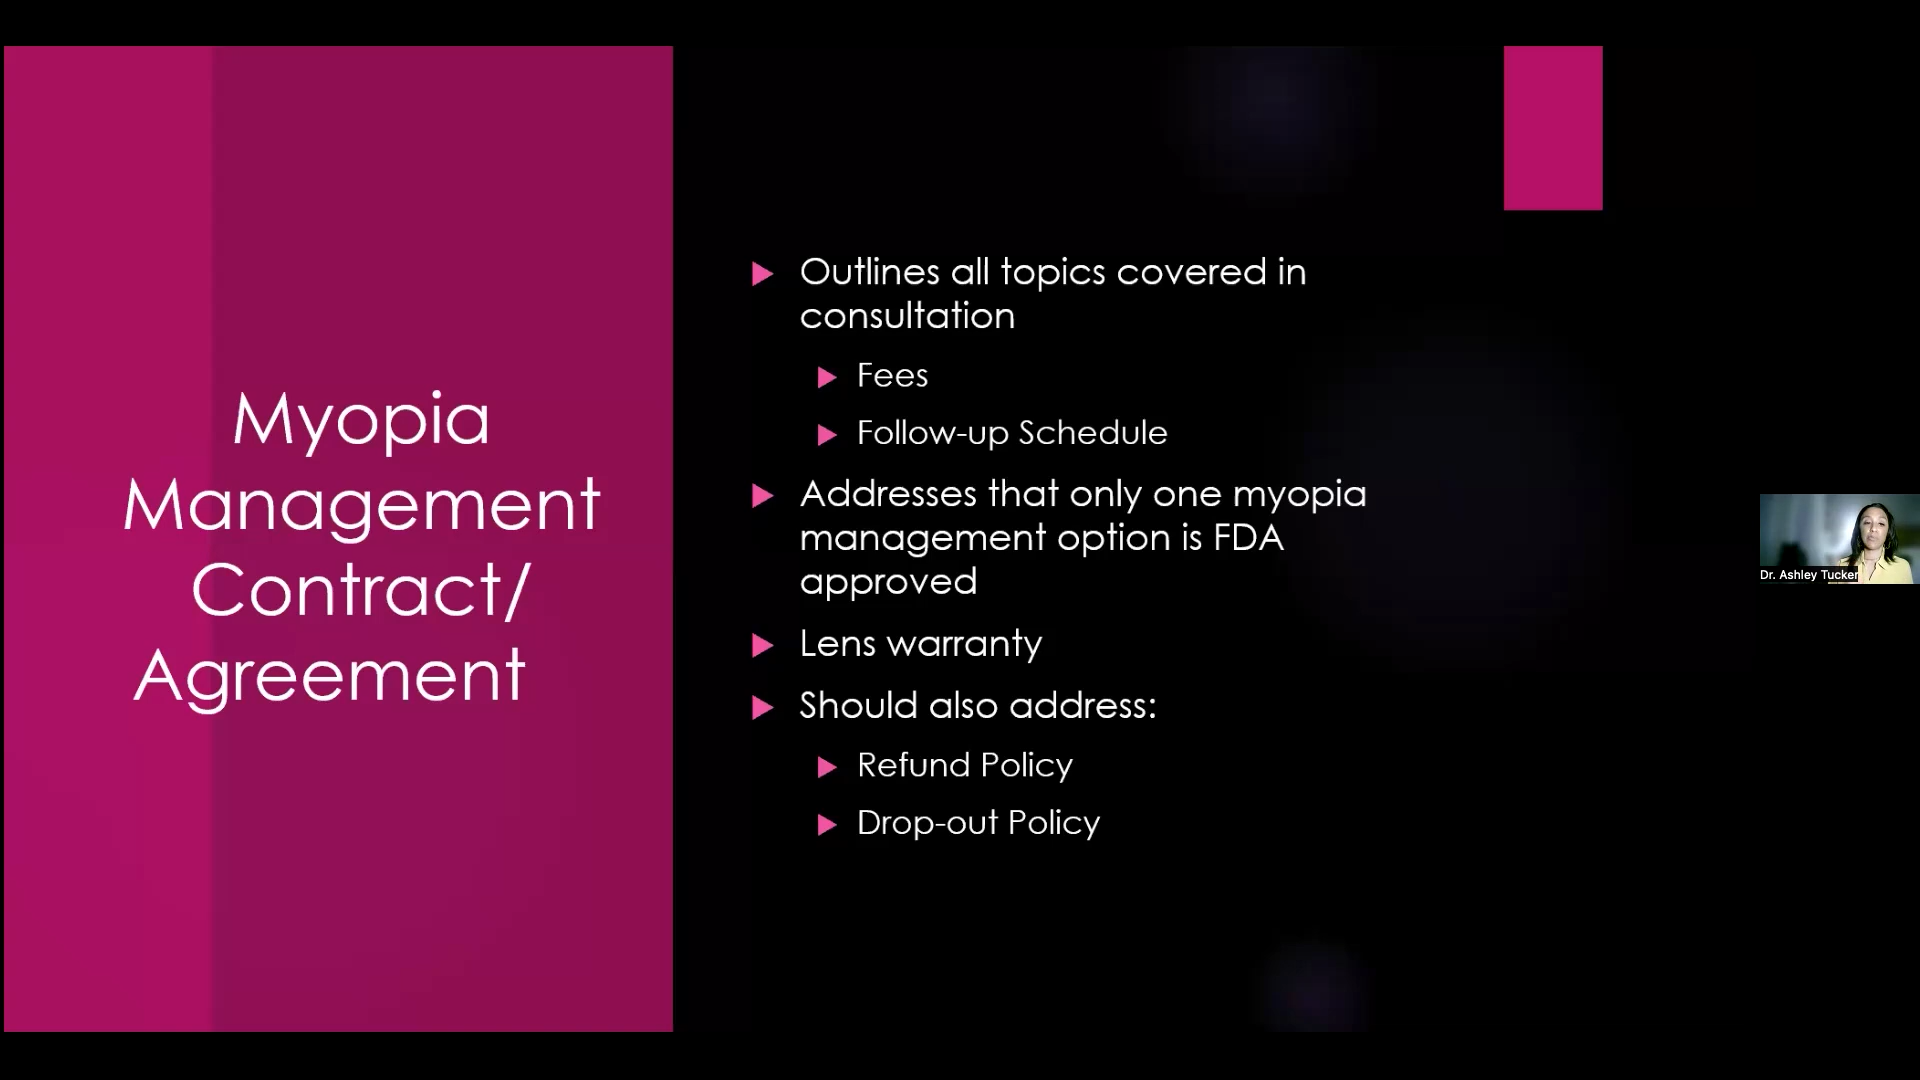 Myopia
Management
Contract/
Agreement
Outlines all topics covered in
consultation
Fees
Follow-up Schedule
Addresses that only one myopia
management option is FDA
approved
Lens warranty
Should also address:
Refund Policy
Drop-out Policy
Dr. Ashley Tucker